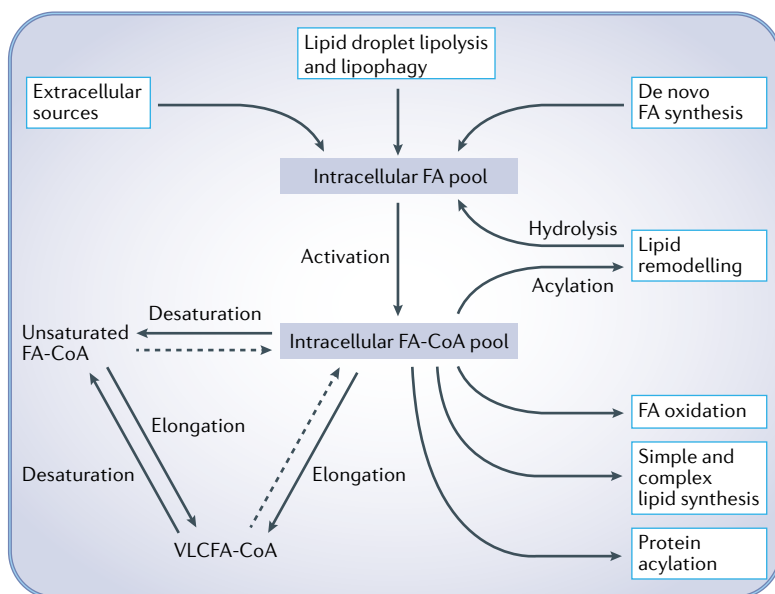 Lipid droplet lipolysis
and lipophagy
Extracellular
sources
De novo
FA synthesis
Intracellular FA pool
Hydrolysis
Activation
Lipid
remodelling
Acylation
Desaturation
Unsaturated
FA-CoA
Intracellular FA-CoA pool
FA oxidation
Elongation
Desaturation
Elongation
Simple and
complex
lipid synthesis
VLCFA-CoA
Protein
acylation